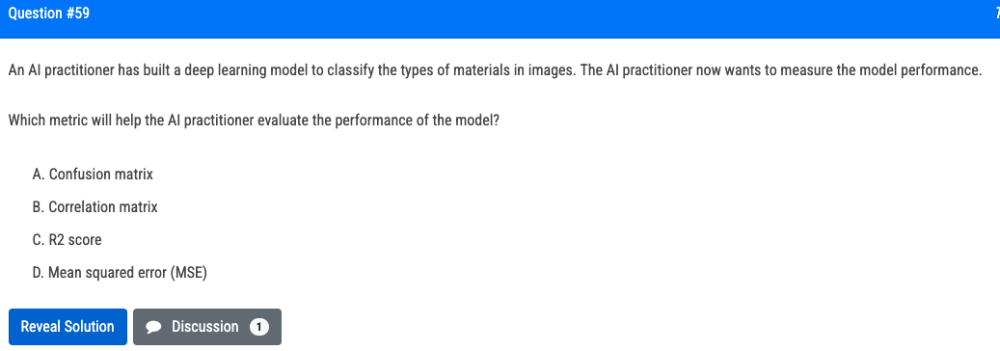 Question #59
An AI practitioner has built a deep learning model to classify the types of materials in images. The AI practitioner now wants to measure the model performance.
Which metric will help the AI practitioner evaluate the performance of the model?
A. Confusion matrix
B. Correlation matrix
C. R2 score
D. Mean squared error (MSE)
Reveal Solution
Discussion 1